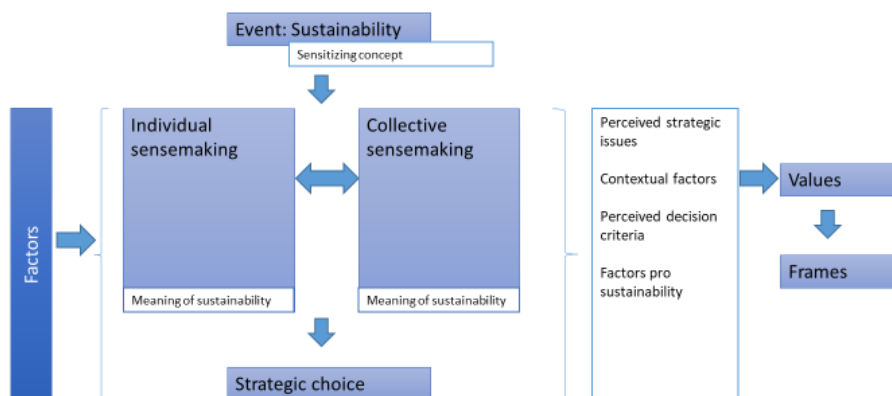 Event: Sustainability
Sensitizing concept
Factors
Individual
sensemaking
Meaning of sustainability
Collective
sensemaking
Meaning of sustainability
Strategic choice
Perceived strategic
issues
Contextual factors
Perceived decision
criteria
Factors pro
sustainability
Values
Frames